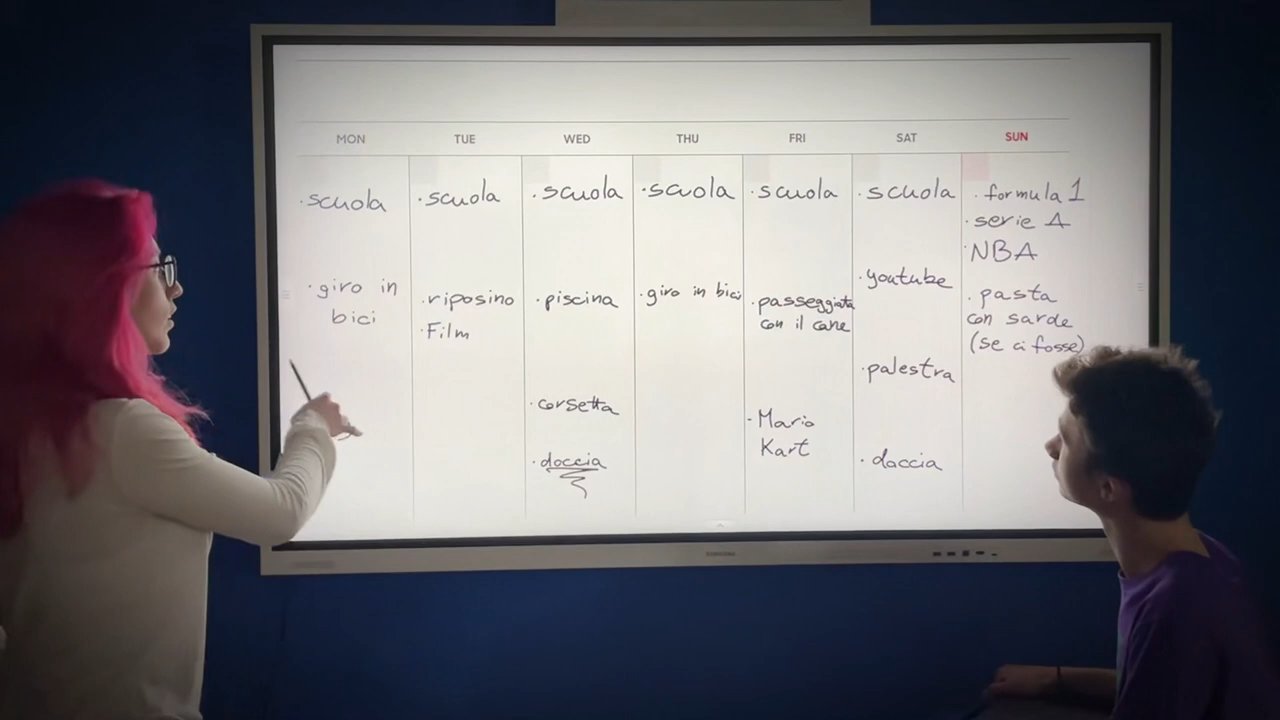 MON TUE WED THU FRI SAT SUN
· scuola
· giro in
bici
· scuola
· riposino
· Film
· scuola
· piscina
· corsetta
· doccia
· scuola
· giro in bici
· scuola
· passeggiata
con il cane
- Mario
Kart
· scuola
· youtube
· palestra
· doccia
· formula 1
· serie A
· NBA
· pasta
con sarde
(se ci fosse)